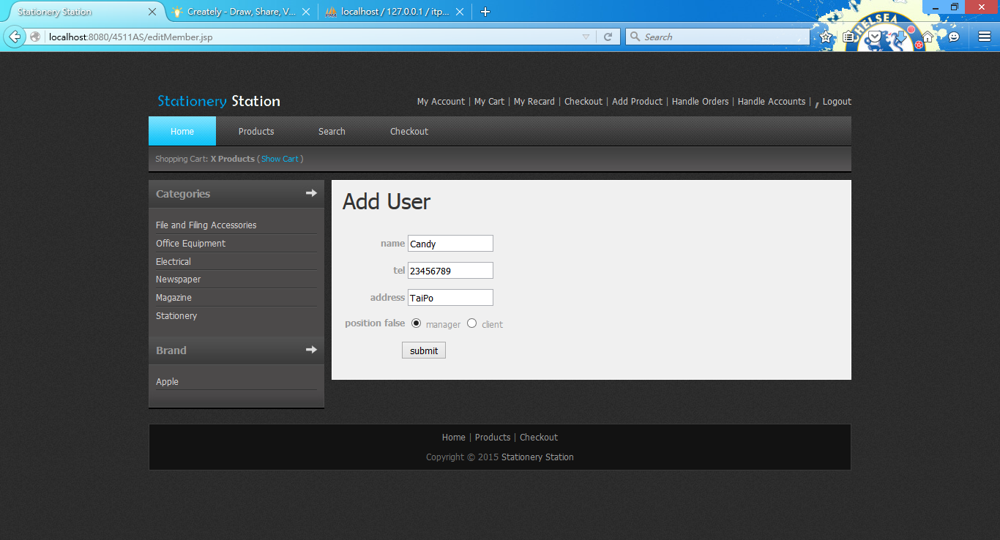 Stationery Station
Creately - Draw, Share, V...
localhost / 127.0.0.1 / itp...
localhost:8080/4511AS/editMember.jsp
Search
CHELSEA
Stationery Station
My Account | My Cart | My Recard | Checkout | Add Product | Handle Orders | Handle Accounts | , Logout
Home Products Search Checkout
Shopping Cart: X Products (Show Cart)
Categories
File and Filing Accessories
Office Equipment
Electrical
Newspaper
Magazine
Stationery
Brand
Apple
Add User
name Candy
tel 23456789
address TaiPo
position false manager client
submit
Home | Products | Checkout
Copyright © 2015 Stationery Station